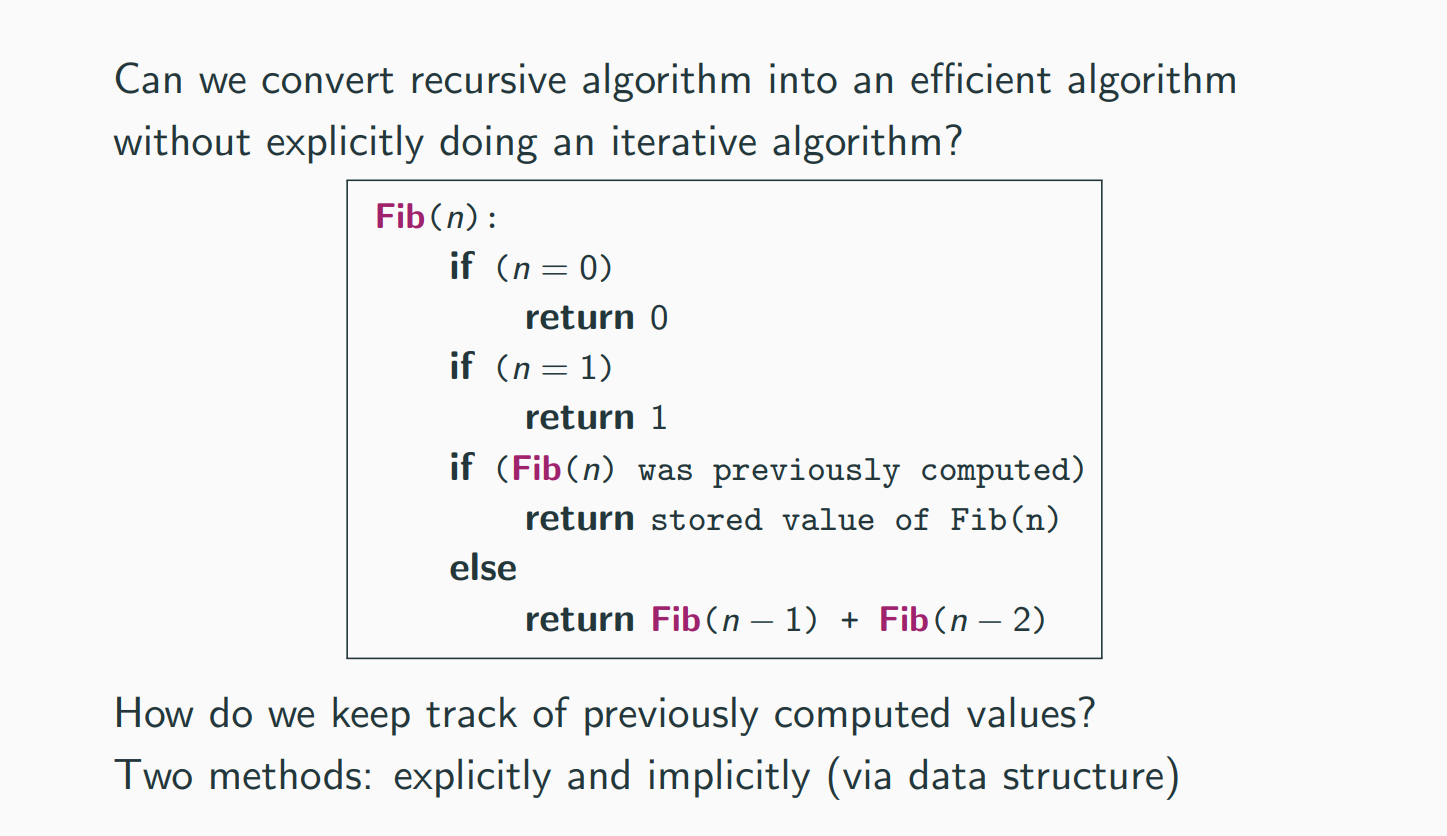 Can we convert recursive algorithm into an efficient algorithm
without explicitly doing an iterative algorithm?
Fib(n):
if (n = 0)
return 0
if (n = 1)
return 1
if (Fib(n) was previously computed)
return stored value of Fib(n)
else
return Fib(n − 1) + Fib(n − 2)
How do we keep track of previously computed values?
Two methods: explicitly and implicitly (via data structure)